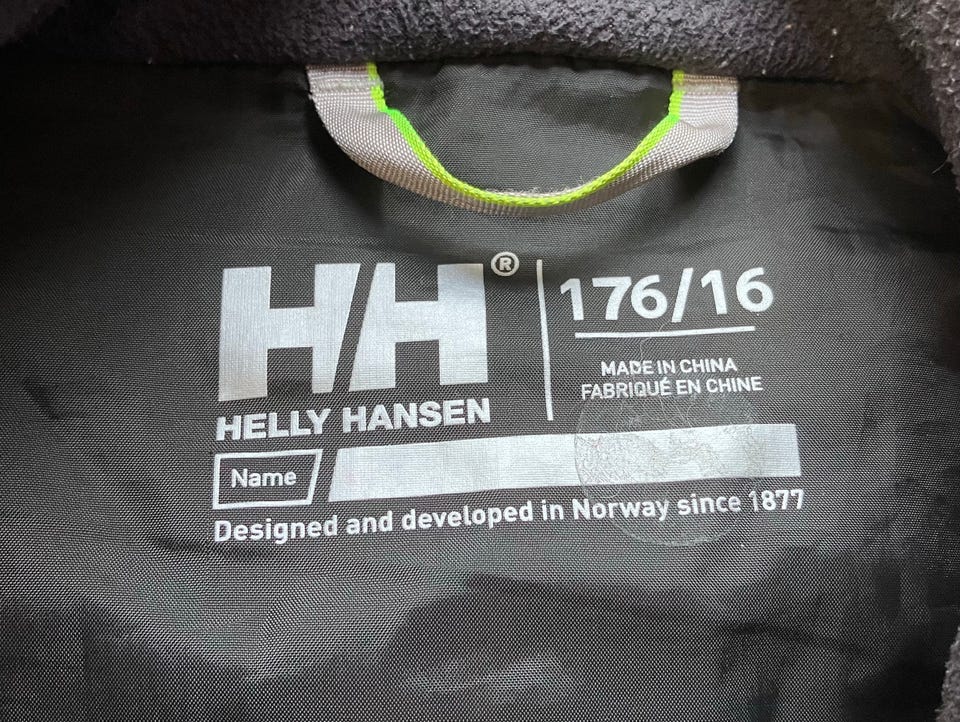 HH®
HELLY HANSEN
176/16
MADE IN CHINA
FABRIQUÉ EN CHINE
Name
Designed and developed in Norway since 1877